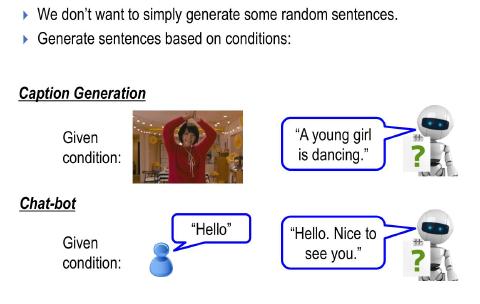 We don't want to simply generate some random sentences.
Generate sentences based on conditions:
Caption Generation
Given
condition:
"A young girl
is dancing."
?
Chat-bot
Given
condition:
"Hello"
"Hello. Nice to
see you."
?